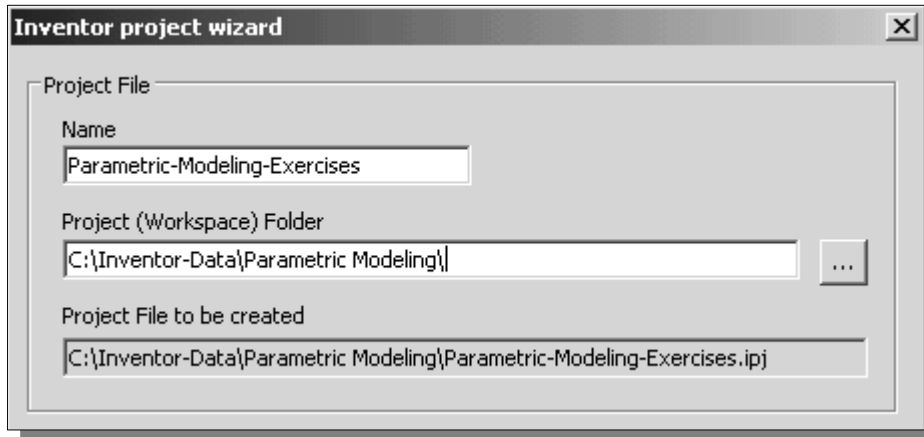 Inventor project wizard
Project File
Name
Parametric-Modeling-Exercises
Project (Workspace) Folder
C:\Inventor-Data\Parametric Modeling\
...
Project File to be created
C:\Inventor-Data\Parametric Modeling\Parametric-Modeling-Exercises.ipj